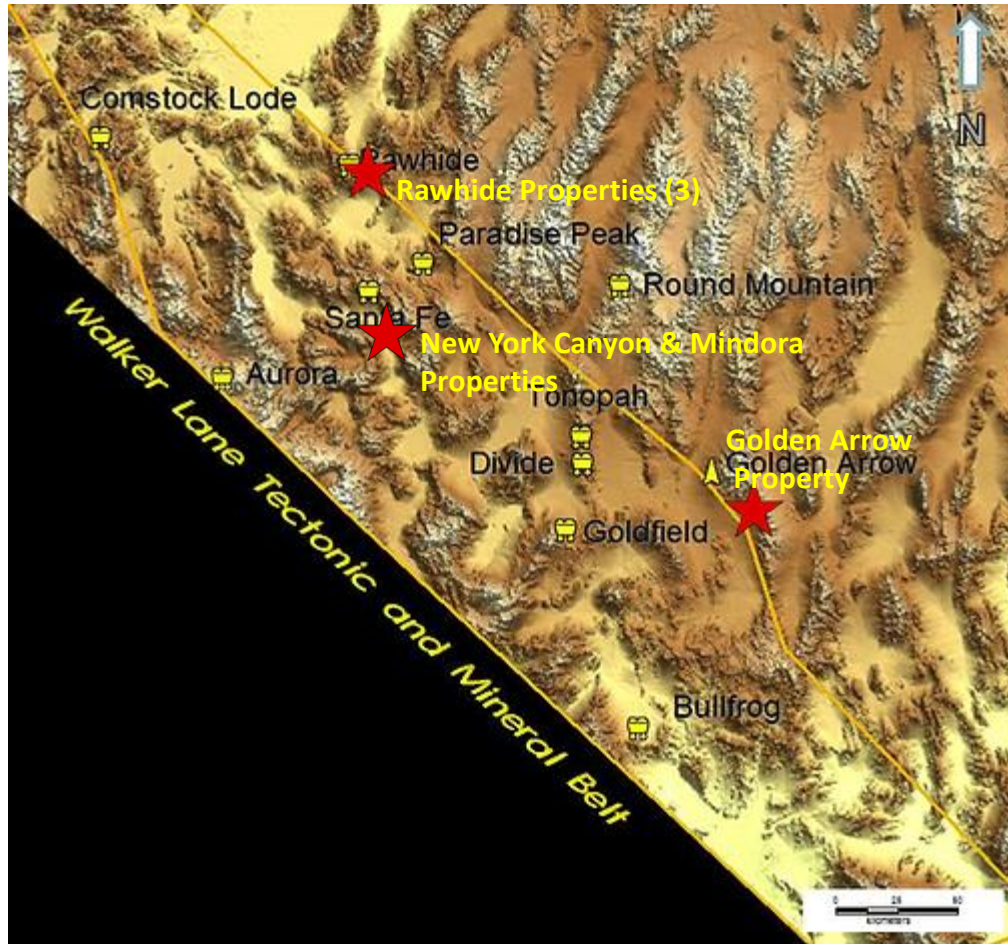 Comstock Lode
N
Rawhide
Rawhide Properties (3)
Paradise Peak
Round Mountain
Santa Fe
New York Canyon & Mindora
Properties
Aurora
Tonopah
Golden Arrow
Property
Divide
Golden Arrow
Goldfield
Walker Lane Tectonic and Mineral Belt
Bullfrog
0
kilometers